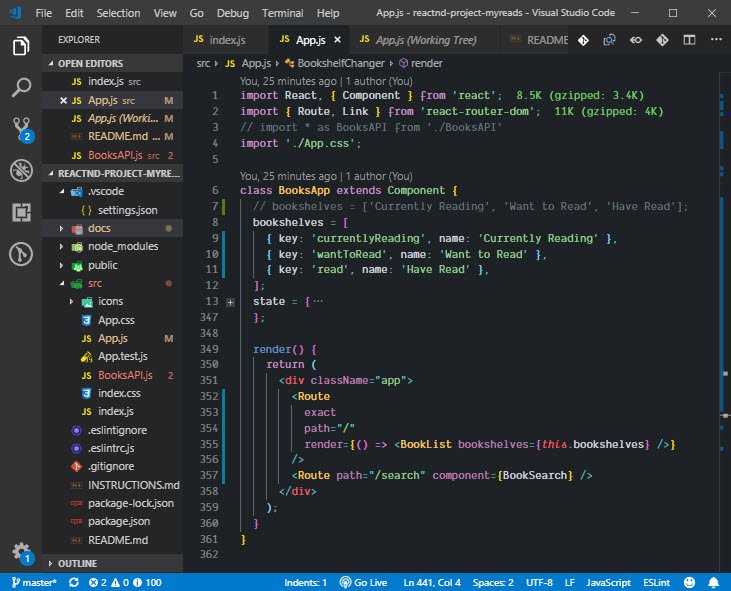 File Edit Selection View Go Debug Terminal Help App.js - reactnd-project-myreads - Visual Studio Code
EXPLORER
JS index.js JS App.js JS App.js (Working Tree) README
OPEN EDITORS
JS index.js src
JS App.js src M
JS App.js (Worki... M
README.md ... M
JS BooksAPI.js src 2
REACTND-PROJECT-MYRE...
.vscode
{ } settings.json
docs
node_modules
public
src
icons
App.css
JS App.js M
App.test.js
JS BooksAPI.js 2
index.css
JS index.js
.eslintignore
.eslintrc.js
.gitignore
INSTRUCTIONS.md
package-lock.json
package.json
README.md
OUTLINE
2
1
src › JS App.js › BookshelfChanger › render
You, 25 minutes ago | 1 author (You)
1 import React, { Component } from 'react'; 8.5K (gzipped: 3.4K)
2 import { Route, Link } from 'react-router-dom'; 11K (gzipped: 4K)
3 // import * as BooksAPI from './BooksAPI'
4 import './App.css';
5
You, 25 minutes ago | 1 author (You)
6 class BooksApp extends Component {
7 // bookshelves = ['Currently Reading', 'Want to Read', 'Have Read'];
8 bookshelves = [
9 { key: 'currentlyReading', name: 'Currently Reading' },
10 { key: 'wantToRead', name: 'Want to Read' },
11 { key: 'read', name: 'Have Read' },
12 ];
13 state = {⋯
347 };
348
349 render() {
350 return (
351 <div className="app">
352 <Route
353 exact
354 path="/"
355 render={() => <BookList bookshelves={this.bookshelves} />}
356 />
357 <Route path="/search" component={BookSearch} />
358 </div>
359 );
360 }
361 }
362
master* 2 0 100 Indents: 1 Go Live Ln 441, Col 4 Spaces: 2 UTF-8 LF JavaScript ESLint